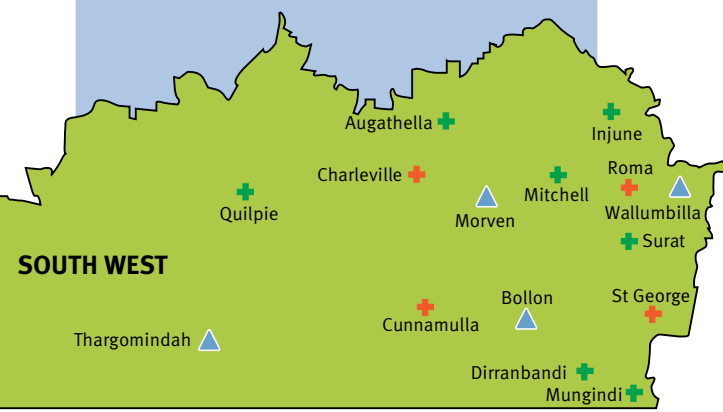 Augathella
Injune
Charleville
Roma
Mitchell
Quilpie
Morven
Wallumbilla
Surat
SOUTH WEST
Bollon
St George
Cunnamulla
Thargomindah
Dirranbandi
Mungindi